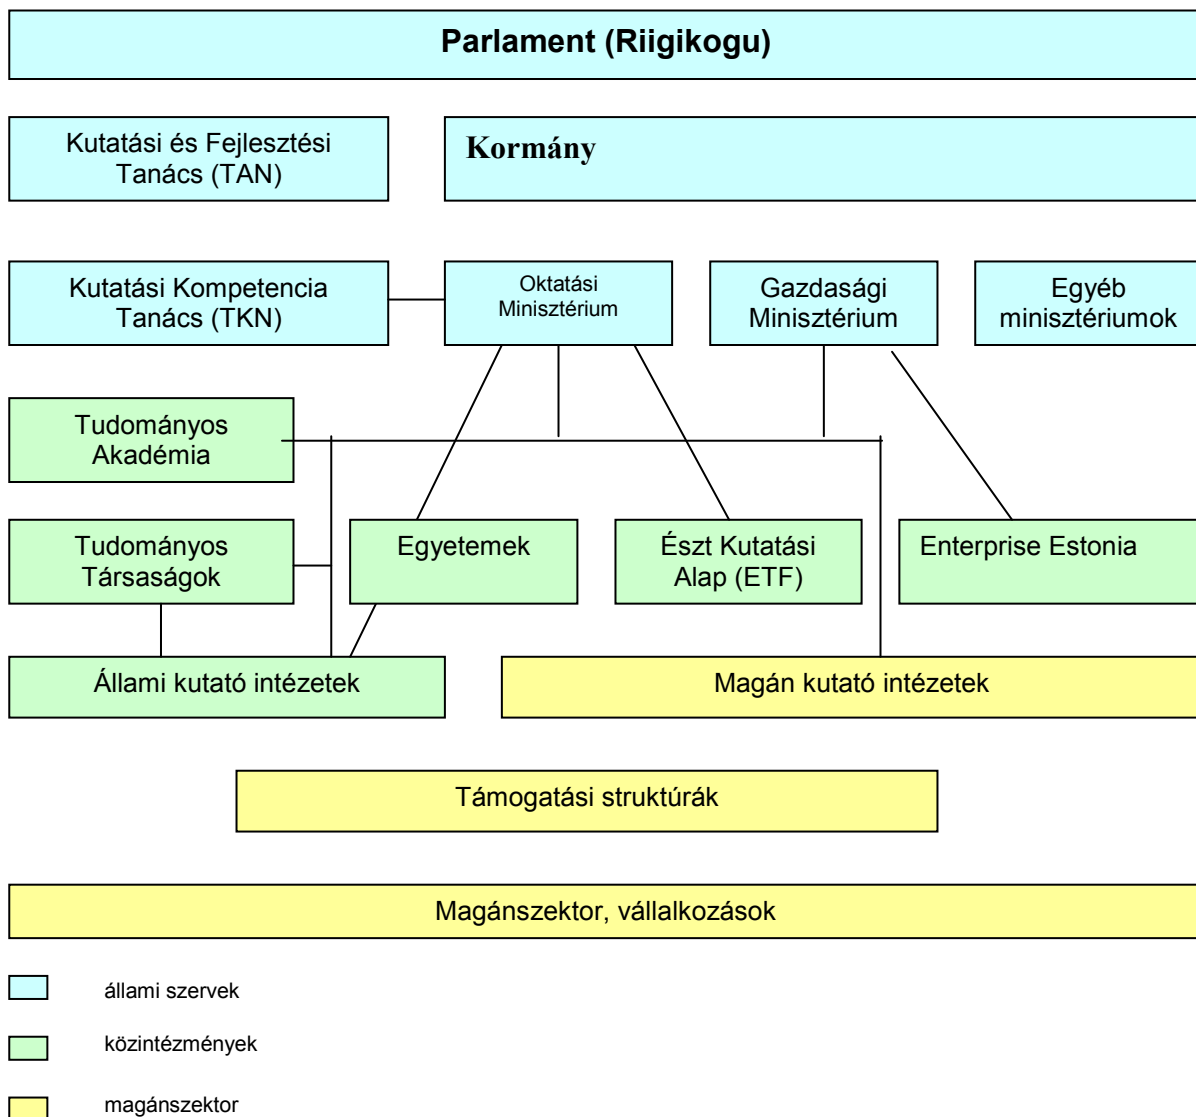 Parlament (Riigikogu)
Kutatási és Fejlesztési
Tanács (TAN)
Kormány
Kutatási Kompetencia
Tanács (TKN)
Oktatási
Minisztérium
Gazdasági
Minisztérium
Egyéb
minisztériumok
Tudományos
Akadémia
Tudományos
Társaságok
Egyetemek
Észt Kutatási
Alap (ETF)
Enterprise Estonia
Állami kutató intézetek
Magán kutató intézetek
Támogatási struktúrák
Magánszektor, vállalkozások
állami szervek
közintézmények
magánszektor